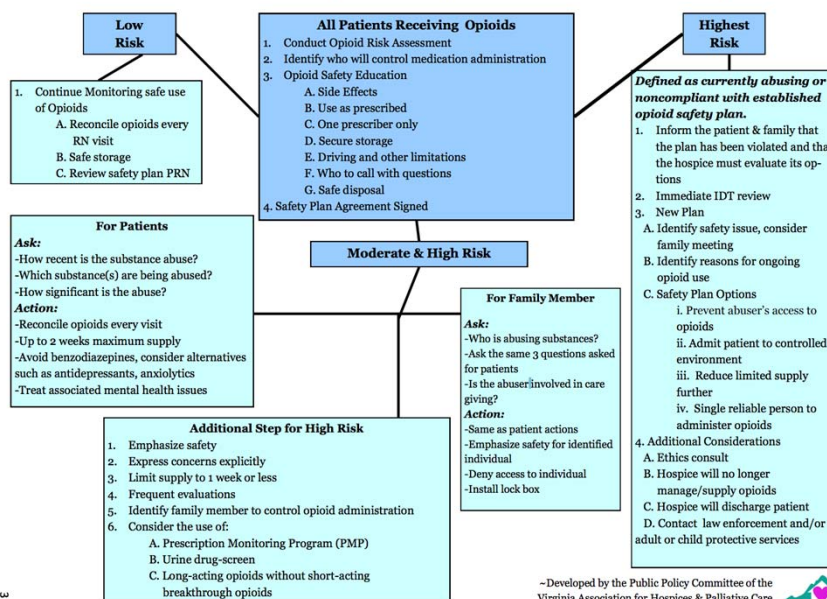 Low
Risk
All Patients Receiving Opioids
1. Conduct Opioid Risk Assessment
2. Identify who will control medication administration
3. Opioid Safety Education
A. Side Effects
B. Use as prescribed
C. One prescriber only
D. Secure storage
E. Driving and other limitations
F. Who to call with questions
G. Safe disposal
4. Safety Plan Agreement Signed
Highest
Risk
1. Continue Monitoring safe use
of Opioids
A. Reconcile opioids every
RN visit
B. Safe storage
C. Review safety plan PRN
Defined as currently abusing or
noncompliant with established
opioid safety plan.
1. Inform the patient & family that
the plan has been violated and tha
the hospice must evaluate its op-
tions
2. Immediate IDT review
3. New Plan
A. Identify safety issue, consider
family meeting
B. Identify reasons for ongoing
opioid use
C. Safety Plan Options
i. Prevent abuser's access to
opioids
ii. Admit patient to controlled
environment
iii. Reduce limited supply
further
iv. Single reliable person to
administer opioids
4. Additional Considerations
A. Ethics consult
B. Hospice will no longer
manage/supply opioids
C. Hospice will discharge patient
D. Contact law enforcement and/or
adult or child protective services
Moderate & High Risk
For Patients
Ask:
-How recent is the substance abuse?
-Which substance(s) are being abused?
-How significant is the abuse?
Action:
-Reconcile opioids every visit
-Up to 2 weeks maximum supply
-Avoid benzodiazepines, consider alternatives
such as antidepressants, anxiolytics
-Treat associated mental health issues
For Family Member
Ask:
-Who is abusing substances?
-Ask the same 3 questions asked
for patients
-Is the abuser involved in care
giving?
Action:
-Same as patient actions
-Emphasize safety for identified
individual
-Deny access to individual
-Install lock box
Additional Step for High Risk
1. Emphasize safety
2. Express concerns explicitly
3. Limit supply to 1 week or less
4. Frequent evaluations
5. Identify family member to control opioid administration
6. Consider the use of:
A. Prescription Monitoring Program (PMP)
B. Urine drug-screen
C. Long-acting opioids without short-acting
breakthrough opioids
~Developed by the Public Policy Committee of the
Virginia Association for Hospices & Palliative Care
3